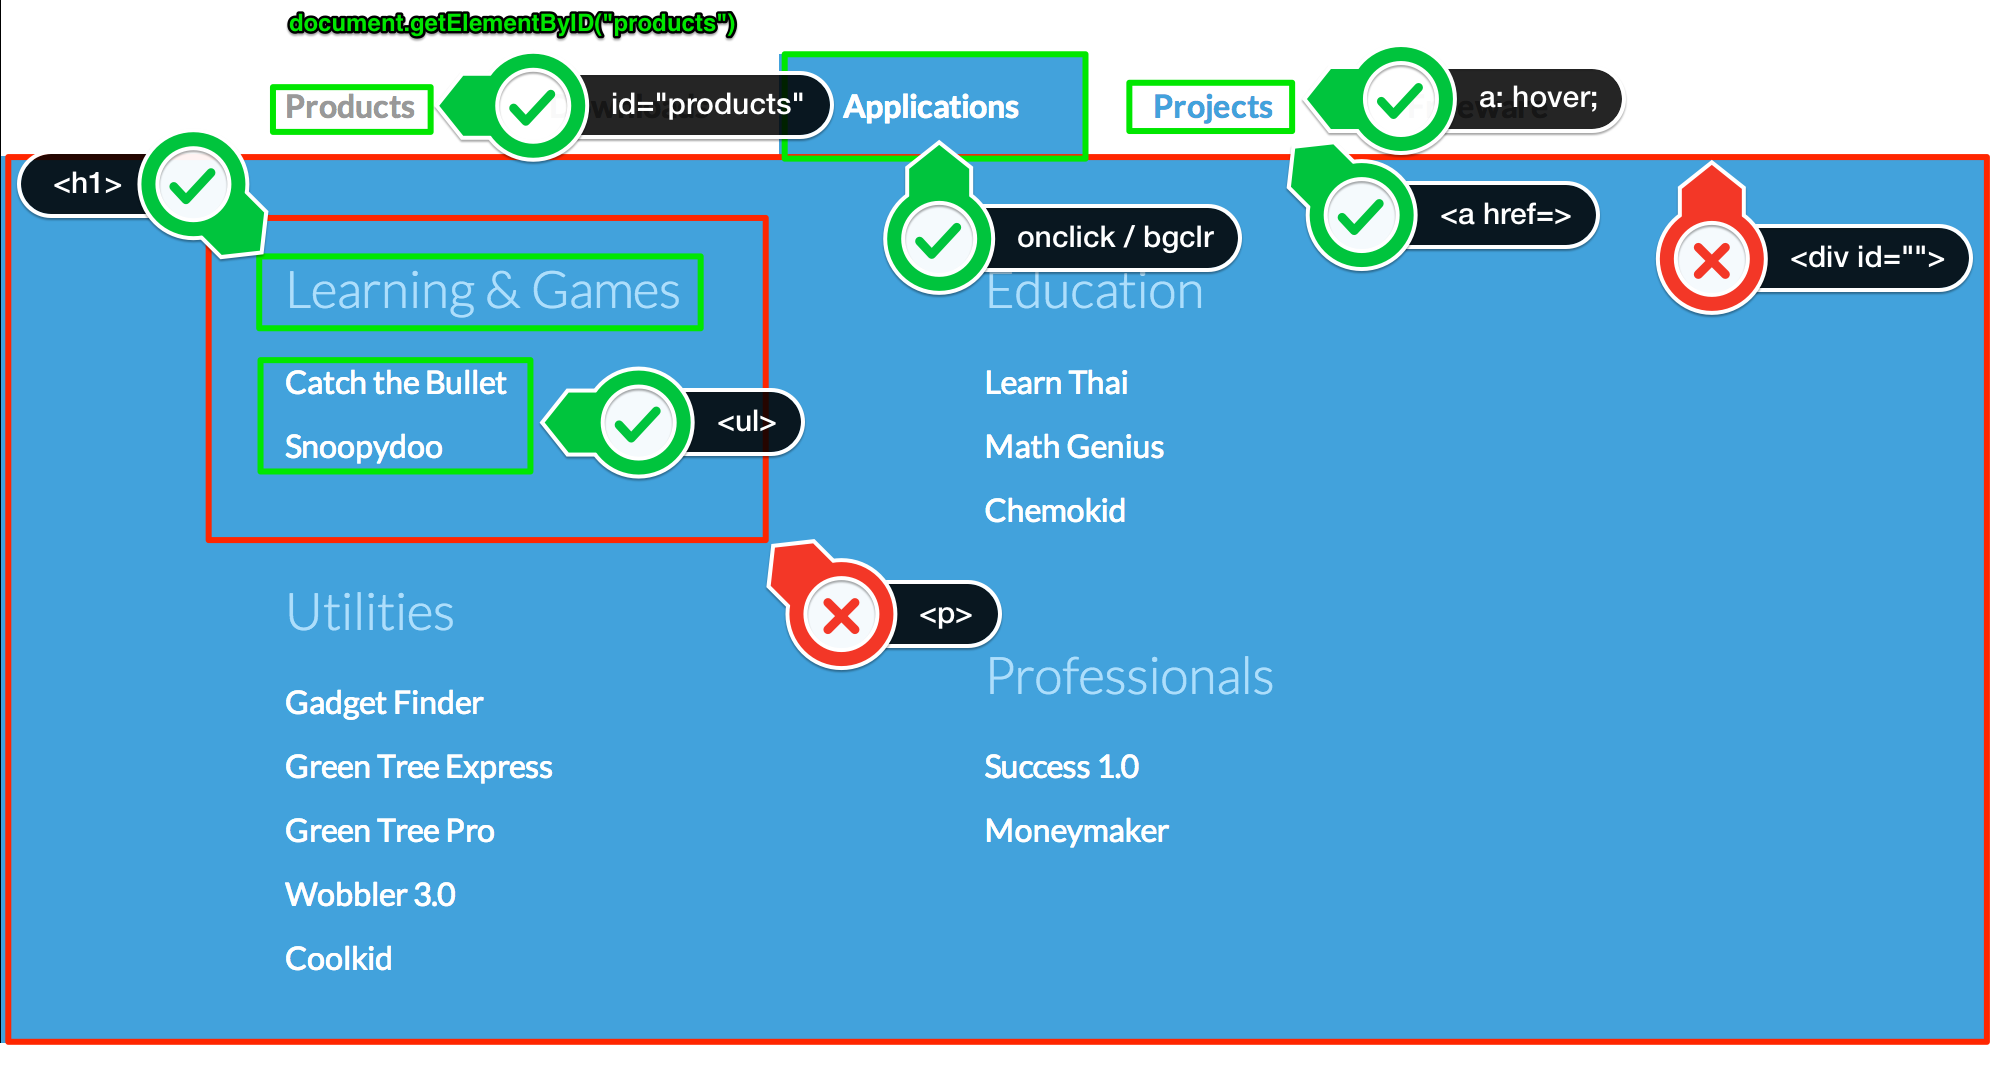 document.getElementByID("products")
Products
id="products"
Applications
Projects
a: hover;
<h1>
onclick / bgclr
<a href=>
<div id="">
Learning & Games
Education
Catch the Bullet
Snoopydoo
<ul>
Learn Thai
Math Genius
Chemokid
Utilities
<p>
Professionals
Gadget Finder
Green Tree Express
Green Tree Pro
Wobbler 3.0
Coolkid
Success 1.0
Moneymaker